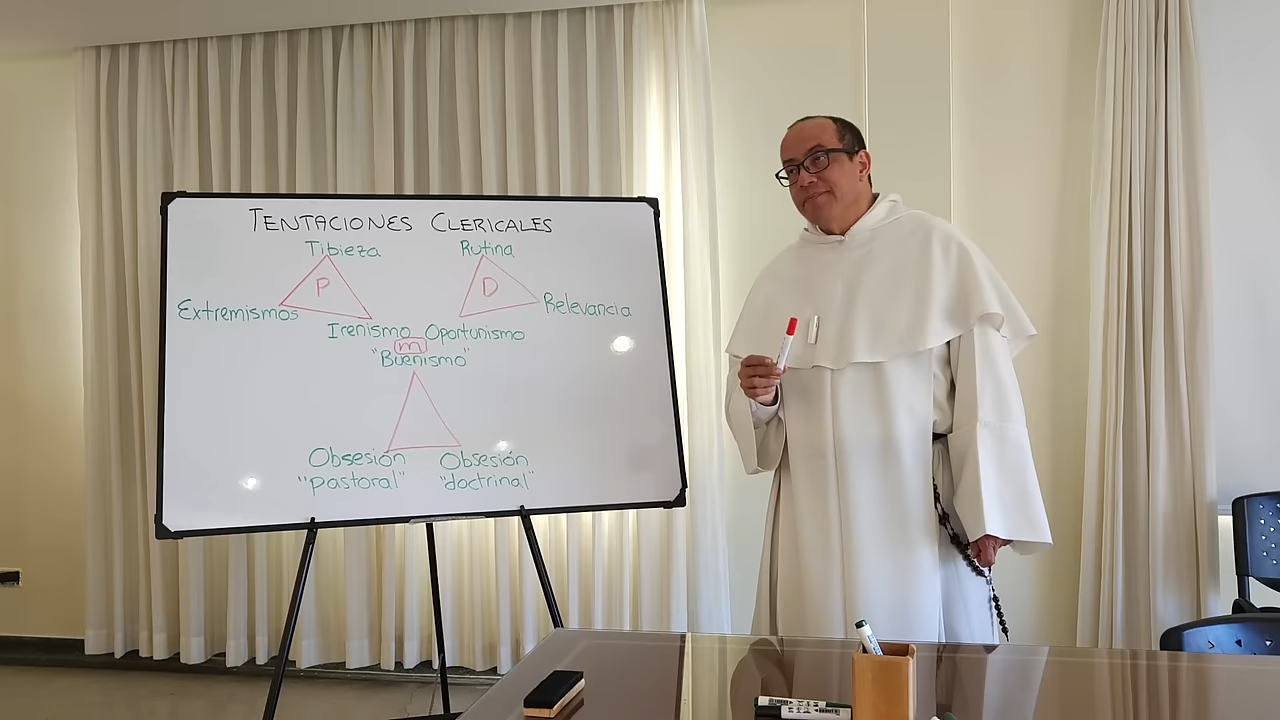 TENTACIONES CLERICALES
Tibieza
Rutina
P
D
Extremismos
Relevancia
Irenismo
Oportunismo
m
"Buenismo"
Obsesión
"pastoral"
Obsesión
"doctrinal"